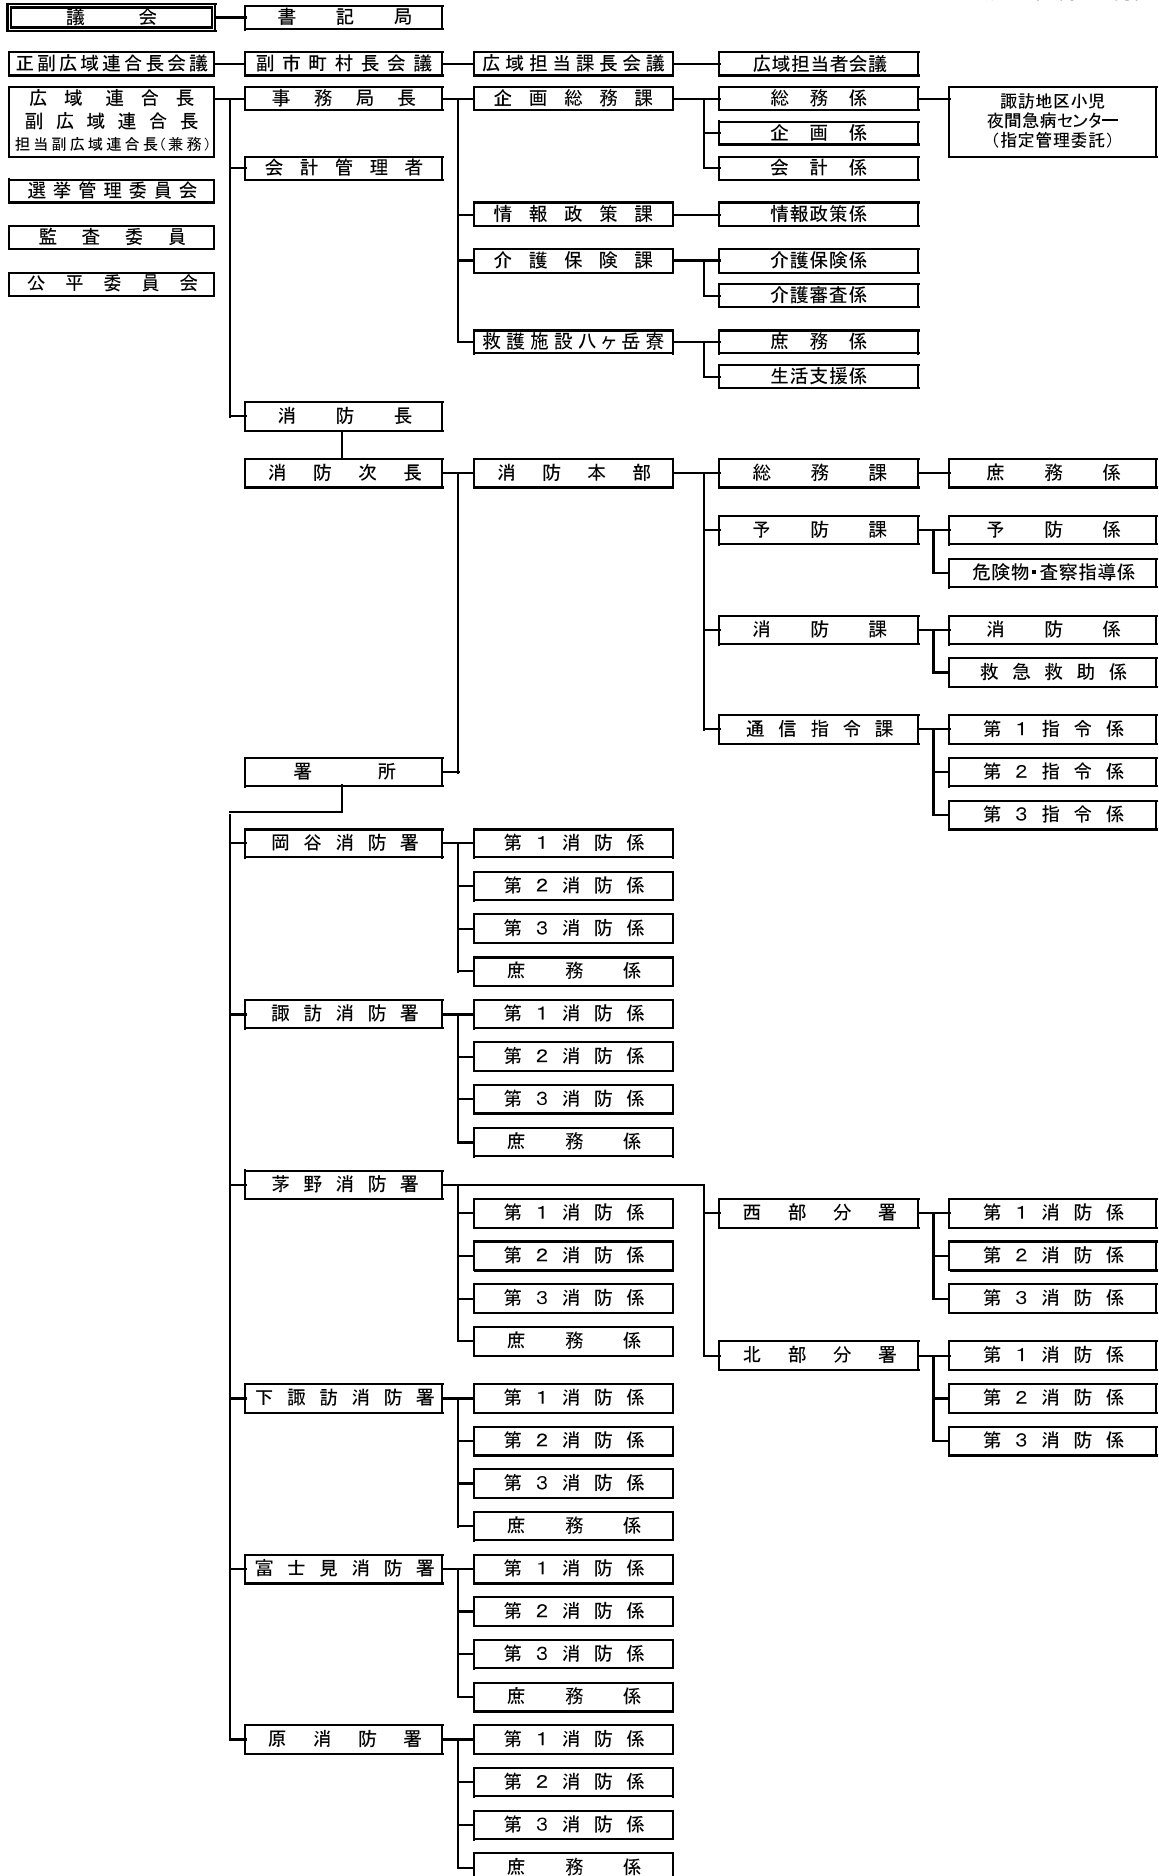 議会
書記局
正副広域連合長会議
副市町村長会議
広域担当課長会議
広域担当者会議
広域連合長
副広域連合長
担当副広域連合長(兼務)
事務局長
企画総務課
総務係
諏訪地区小児
夜間急病センター
(指定管理委託)
企画係
会計管理者
会計係
選挙管理委員会
情報政策課
情報政策係
監査委員
介護保険課
介護保険係
公平委員会
介護審査係
救護施設八ヶ岳寮
庶務係
生活支援係
消防長
消防次長
消防本部
総務課
庶務係
予防課
予防係
危険物・査察指導係
消防課
消防係
救急救助係
通信指令課
第1指令係
署所
第2指令係
第3指令係
岡谷消防署
第1消防係
第2消防係
第3消防係
庶務係
諏訪消防署
第1消防係
第2消防係
第3消防係
庶務係
茅野消防署
第1消防係
第2消防係
第3消防係
庶務係
西部分署
第1消防係
第2消防係
第3消防係
北部分署
第1消防係
第2消防係
第3消防係
下諏訪消防署
第1消防係
第2消防係
第3消防係
庶務係
富士見消防署
第1消防係
第2消防係
第3消防係
庶務係
原消防署
第1消防係
第2消防係
第3消防係
庶務係